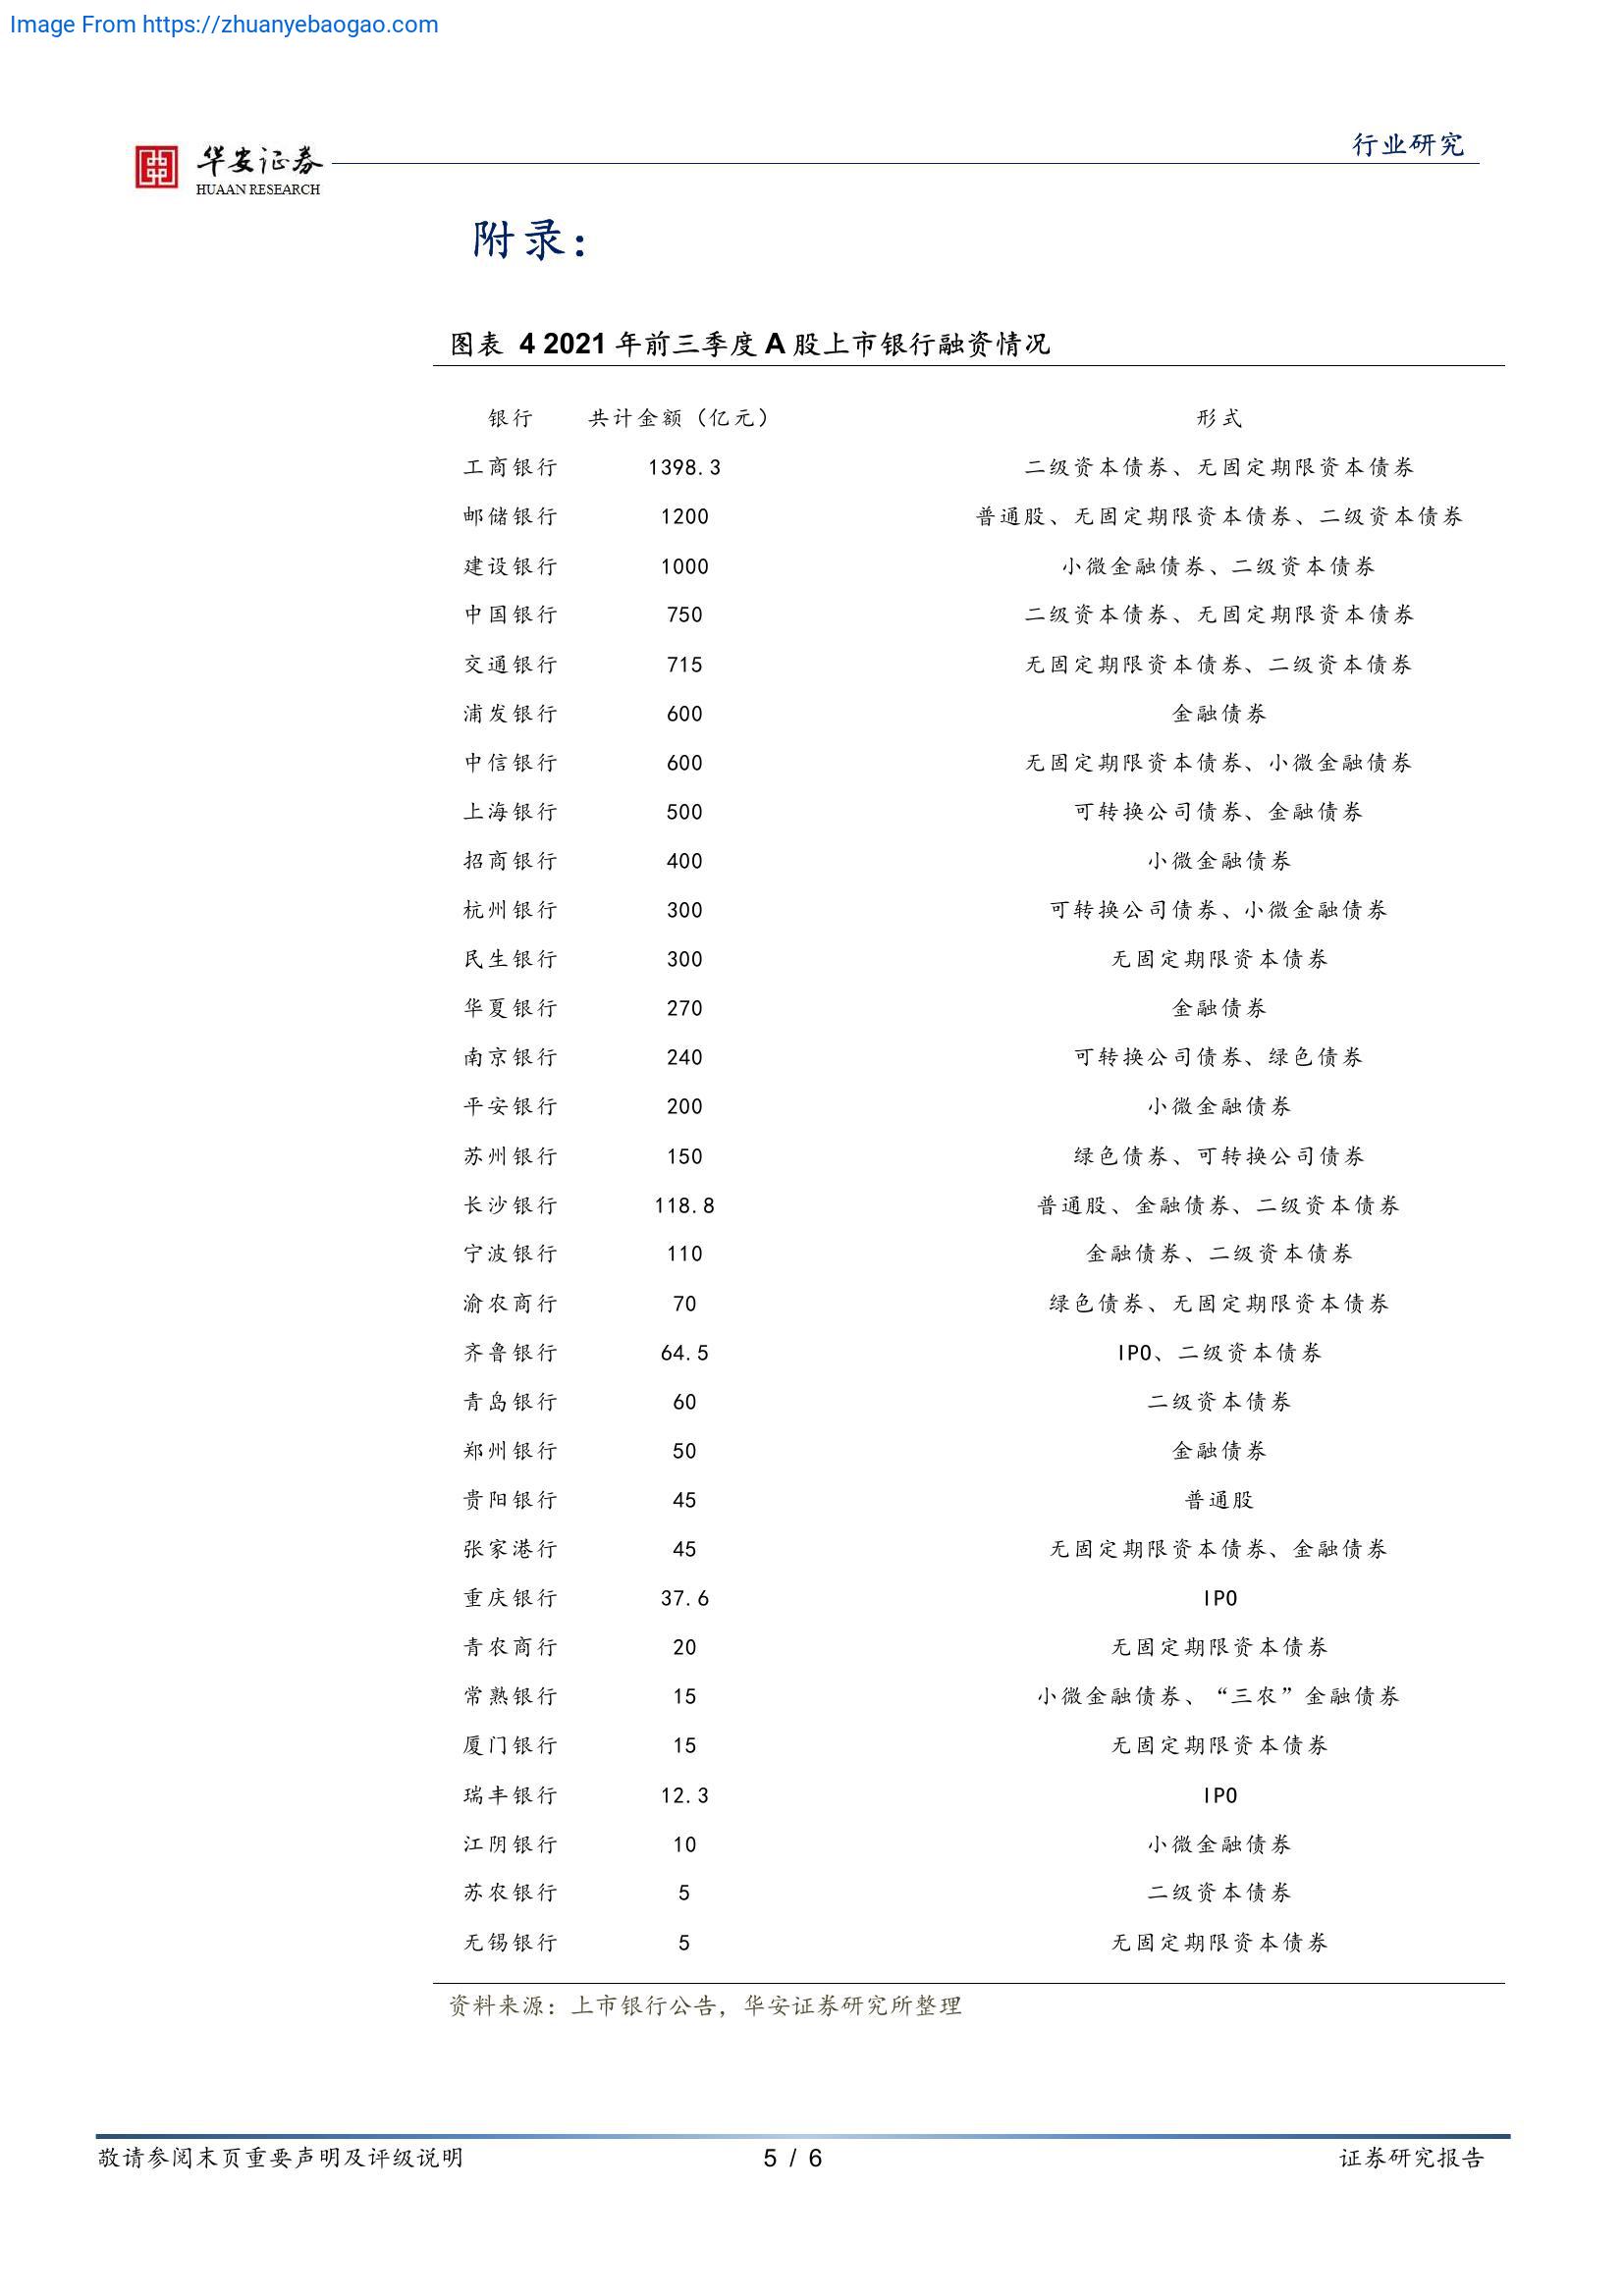 Image From https://zhuanyebaogao.com
华安证券
HUAAN RESEARCH
行业研究
附录：
图表 4 2021 年前三季度 A 股上市银行融资情况
银行 共计金额（亿元） 形式
工商银行 1398.3 二级资本债券、无固定期限资本债券
邮储银行 1200 普通股、无固定期限资本债券、二级资本债券
建设银行 1000 小微金融债券、二级资本债券
中国银行 750 二级资本债券、无固定期限资本债券
交通银行 715 无固定期限资本债券、二级资本债券
浦发银行 600 金融债券
中信银行 600 无固定期限资本债券、小微金融债券
上海银行 500 可转换公司债券、金融债券
招商银行 400 小微金融债券
杭州银行 300 可转换公司债券、小微金融债券
民生银行 300 无固定期限资本债券
华夏银行 270 金融债券
南京银行 240 可转换公司债券、绿色债券
平安银行 200 小微金融债券
苏州银行 150 绿色债券、可转换公司债券
长沙银行 118.8 普通股、金融债券、二级资本债券
宁波银行 110 金融债券、二级资本债券
渝农商行 70 绿色债券、无固定期限资本债券
齐鲁银行 64.5 IPO、二级资本债券
青岛银行 60 二级资本债券
郑州银行 50 金融债券
贵阳银行 45 普通股
张家港行 45 无固定期限资本债券、金融债券
重庆银行 37.6 IPO
青农商行 20 无固定期限资本债券
常熟银行 15 小微金融债券、“三农”金融债券
厦门银行 15 无固定期限资本债券
瑞丰银行 12.3 IPO
江阴银行 10 小微金融债券
苏农银行 5 二级资本债券
无锡银行 5 无固定期限资本债券
资料来源：上市银行公告，华安证券研究所整理
敬请参阅末页重要声明及评级说明 5 / 6 证券研究报告